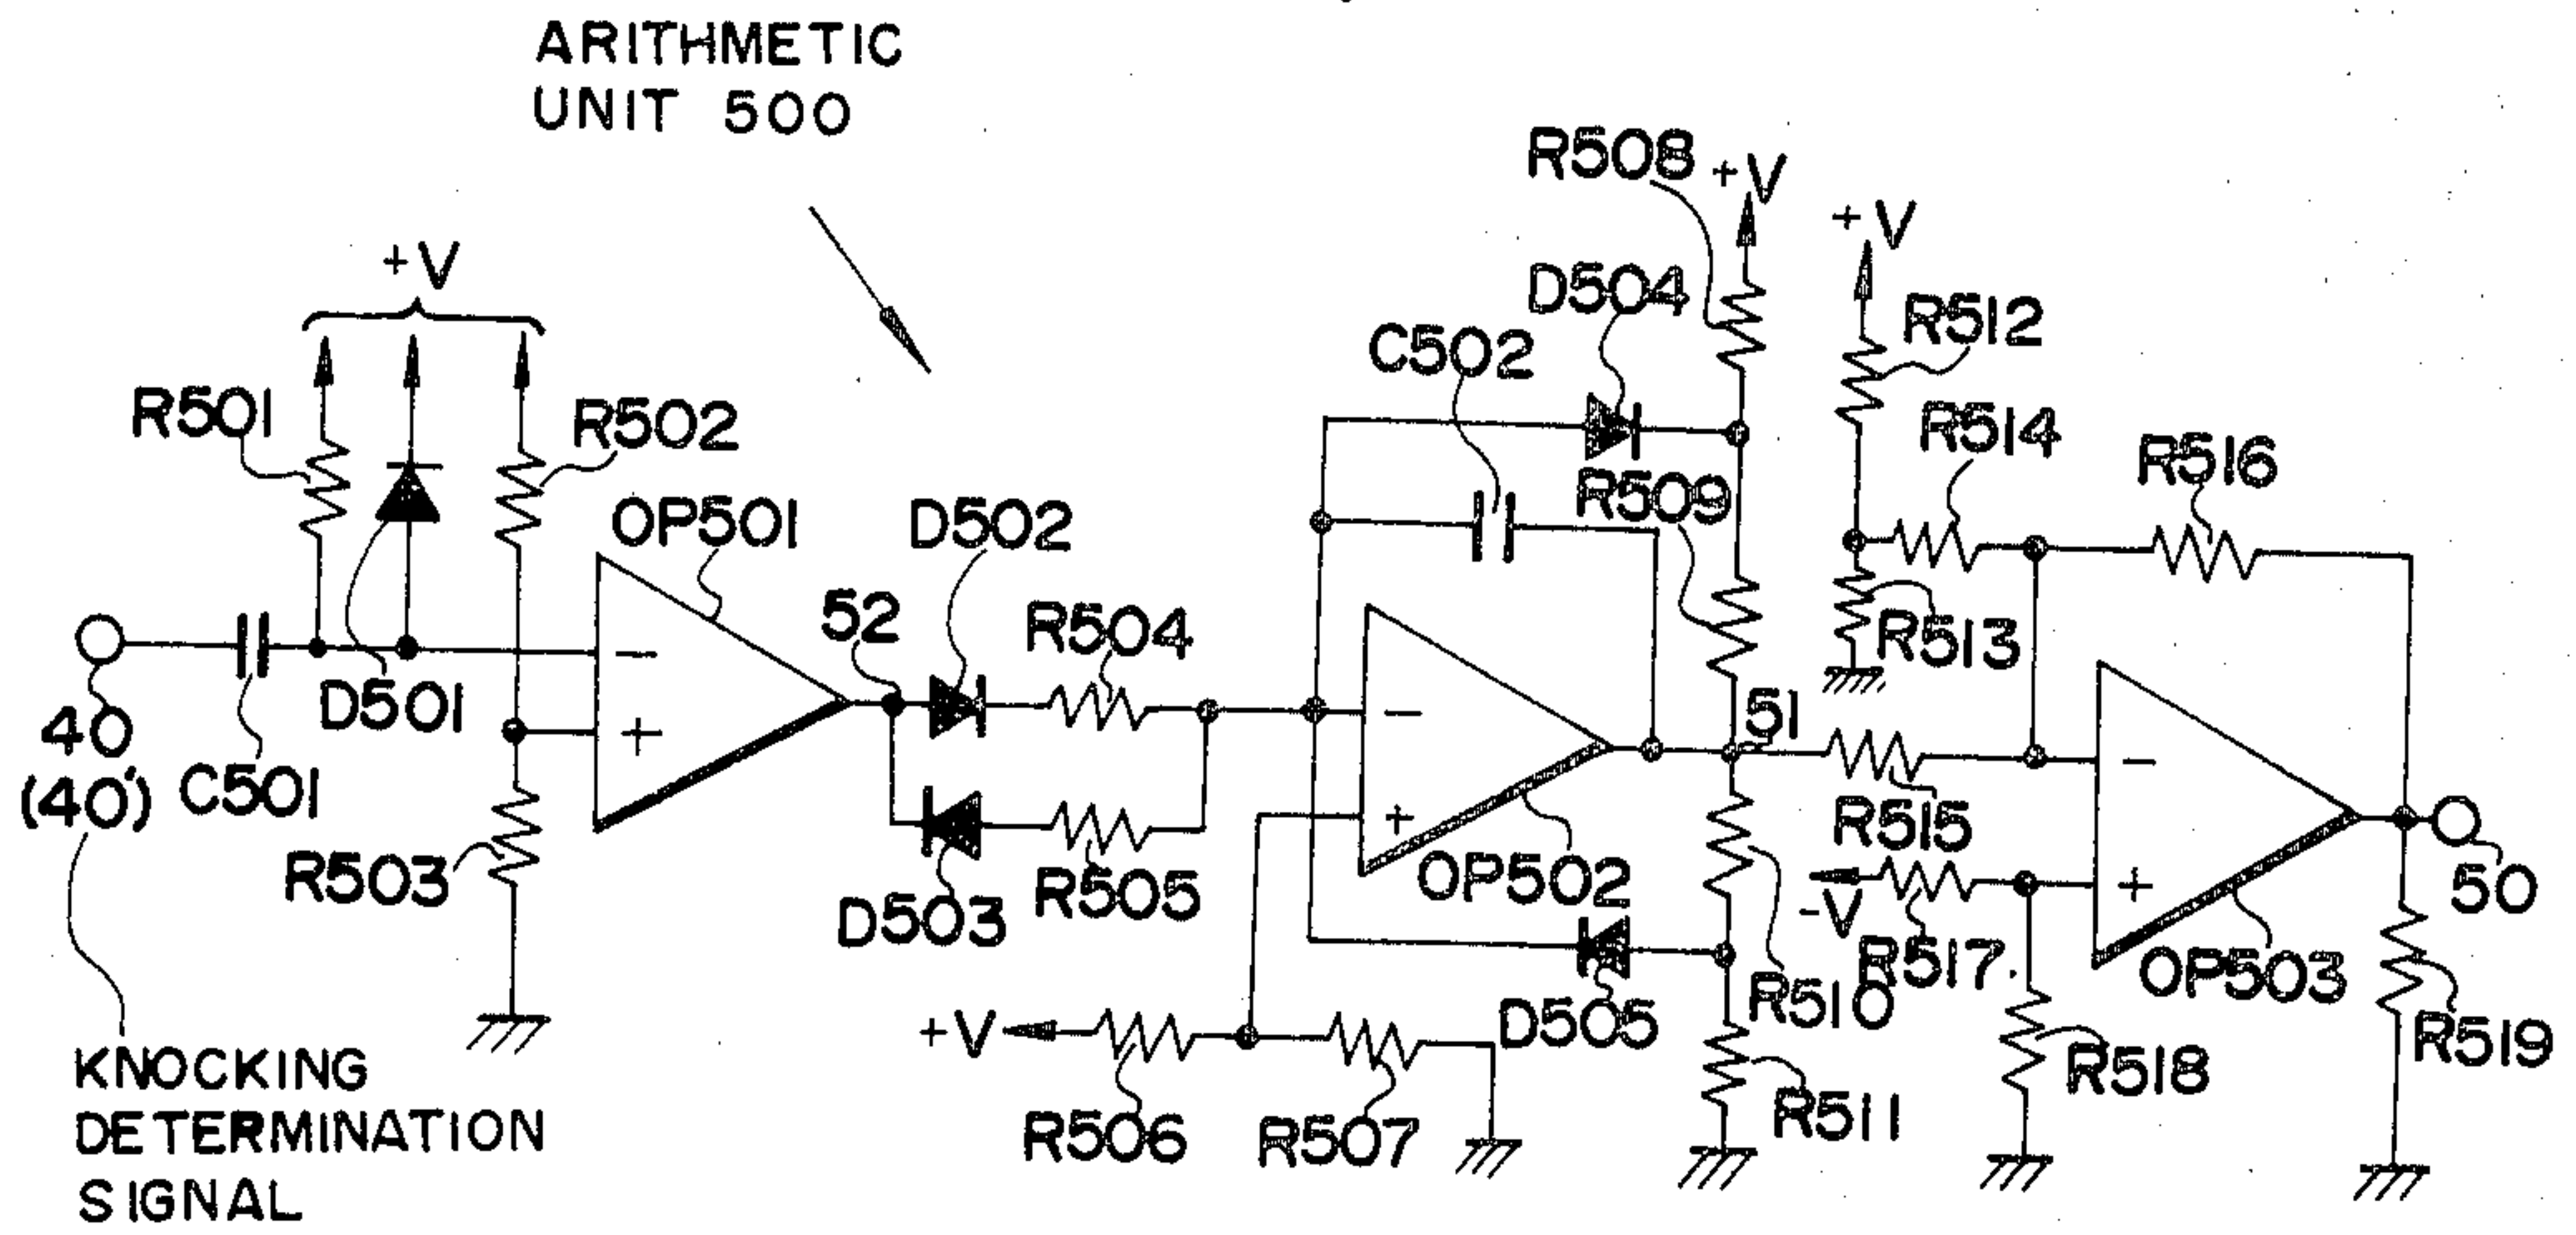 ARITHMETIC
UNIT 500
R508
+V
+V
D504
+V
R512
C502
R501
R502
R514
R516
R509
OP501
D502
52
R504
R513
D501
51
40
(40')
C501
R515
R503
D503
R505
OP502
-V
R517
50
OP503
R510
+V
D505
R519
KNOCKING
DETERMINATION
SIGNAL
R518
R511
R506
R507